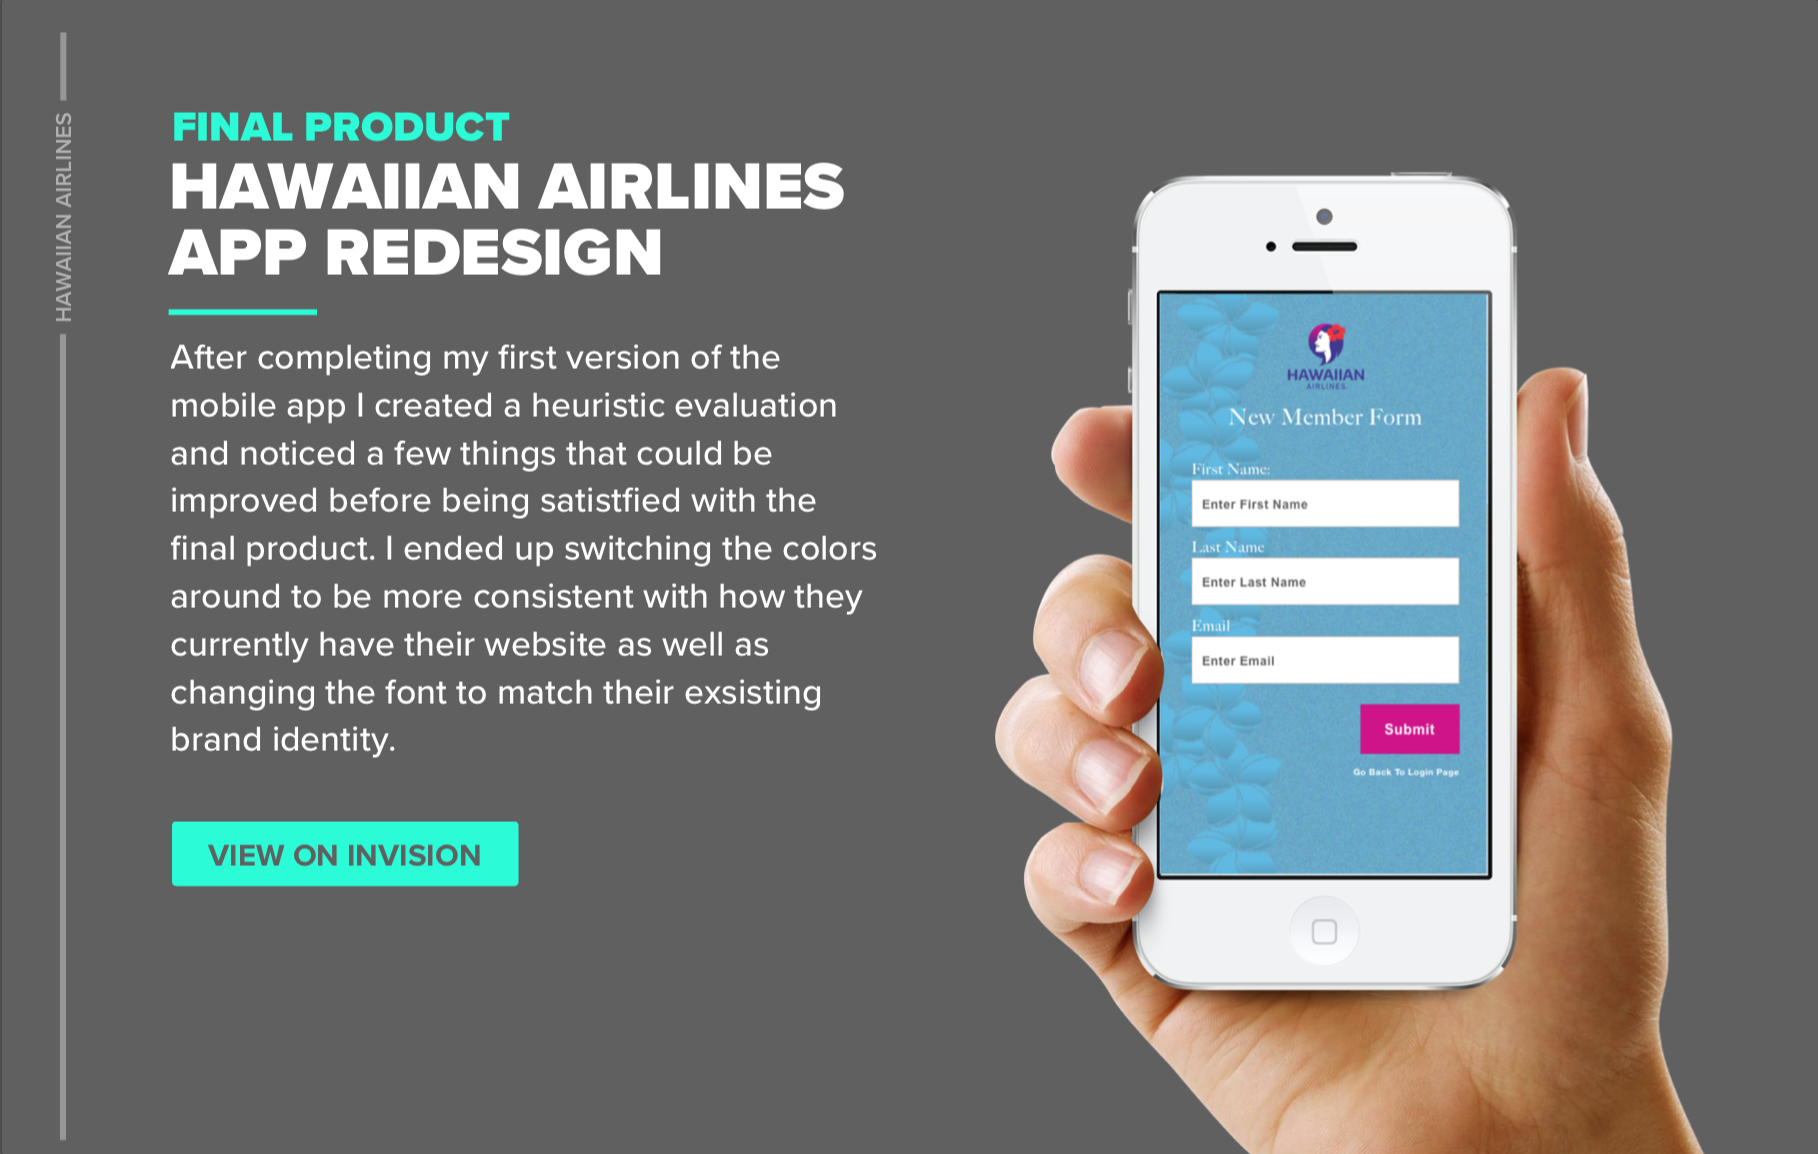 HAWAIIAN AIRLINES
FINAL PRODUCT
HAWAIIAN AIRLINES
APP REDESIGN
After completing my first version of the
mobile app I created a heuristic evaluation
and noticed a few things that could be
improved before being satistfied with the
final product. I ended up switching the colors
around to be more consistent with how they
currently have their website as well as
changing the font to match their exsisting
brand identity.
VIEW ON INVISION
HAWAIIAN
AIRLINES.
New Member Form
First Name:
Enter First Name
Last Name
Enter Last Name
Email
Enter Email
Submit
Go Back To Login Page